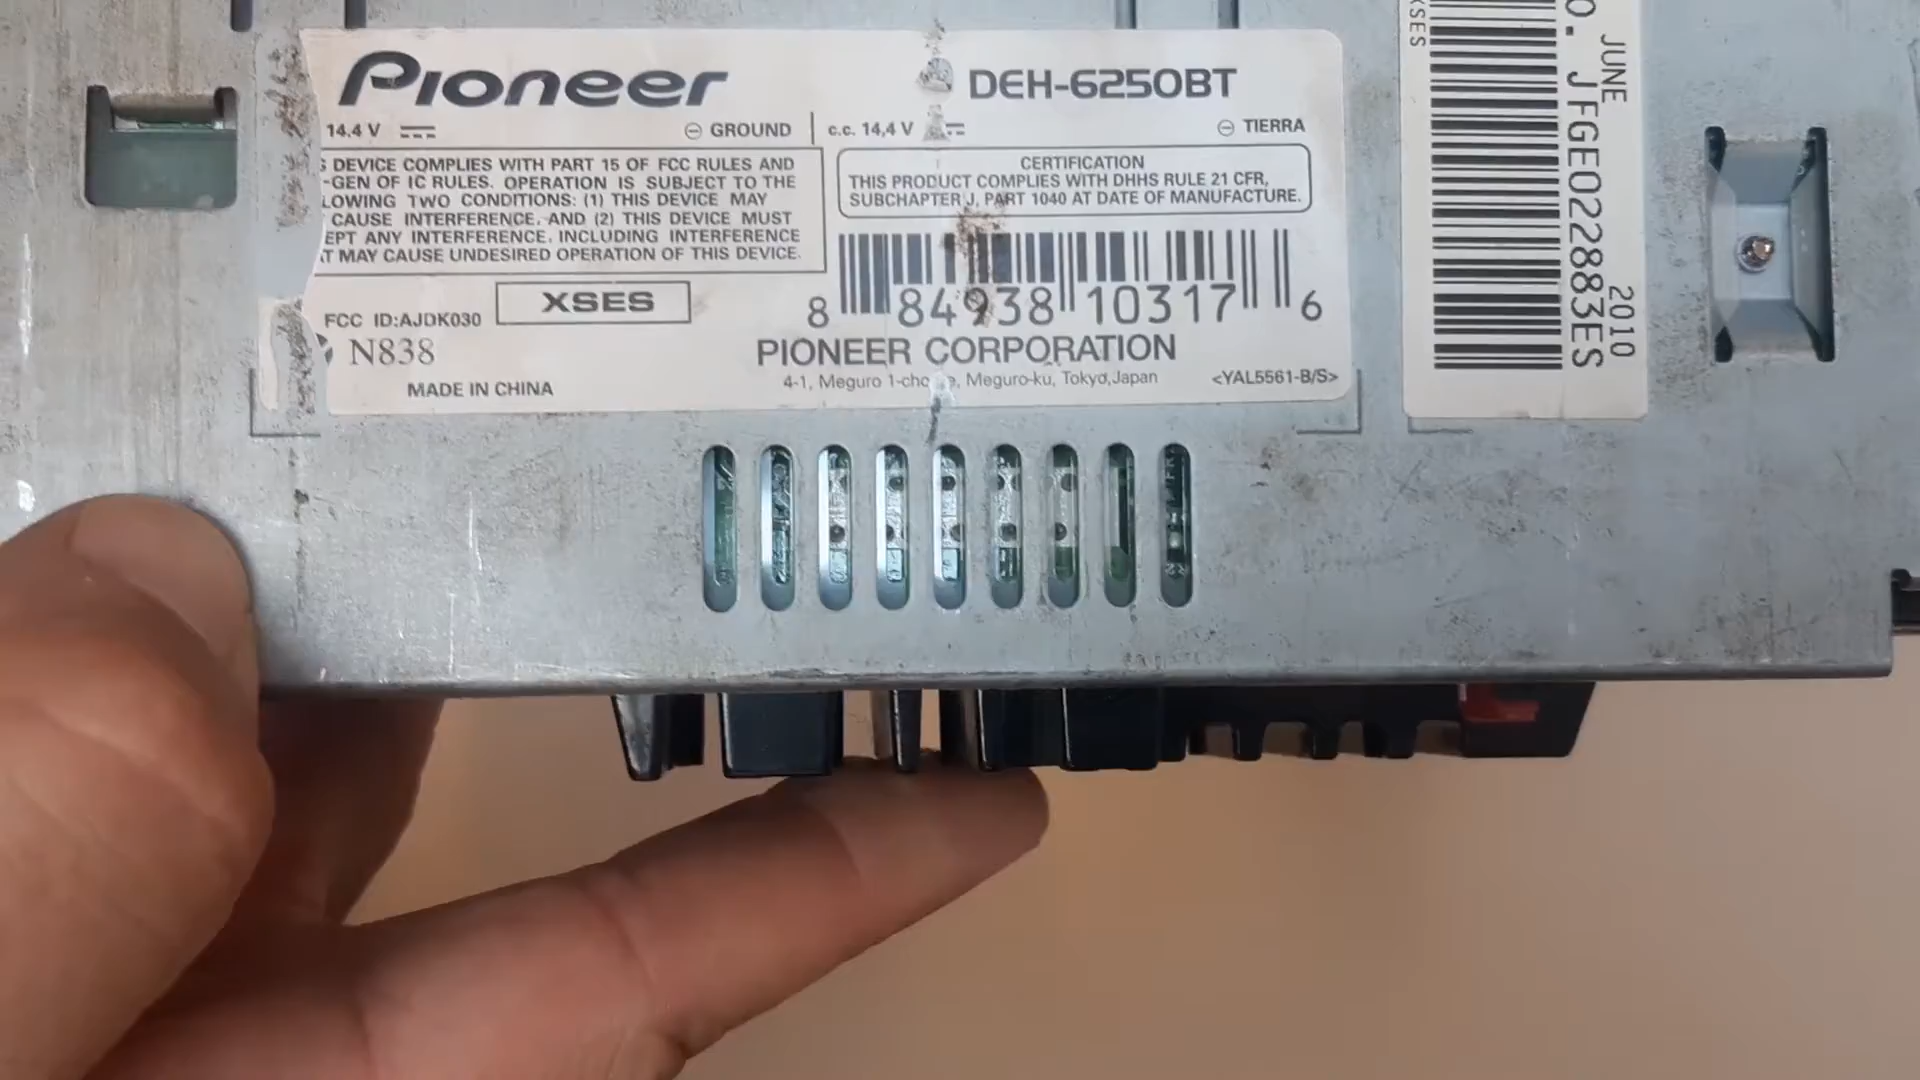 Pioneer
DEH-6250BT
14.4 V
GROUND
c.c. 14,4 V
TIERRA
DEVICE COMPLIES WITH PART 15 OF FCC RULES AND
-GEN OF IC RULES. OPERATION IS SUBJECT TO THE
LOWING TWO CONDITIONS: (1) THIS DEVICE MAY
CAUSE INTERFERENCE, AND (2) THIS DEVICE MUST
EPT ANY INTERFERENCE, INCLUDING INTERFERENCE
T MAY CAUSE UNDESIRED OPERATION OF THIS DEVICE.
CERTIFICATION
THIS PRODUCT COMPLIES WITH DHHS RULE 21 CFR,
SUBCHAPTER J, PART 1040 AT DATE OF MANUFACTURE.
FCC ID:AJDK030
XSES
8 84938 10317 6
N838
PIONEER CORPORATION
MADE IN CHINA
4-1, Meguro 1-chome, Meguro-ku, Tokyo,Japan
<YAL5561-B/S>
XSES
O. JFGE022883ES
JUNE 2010